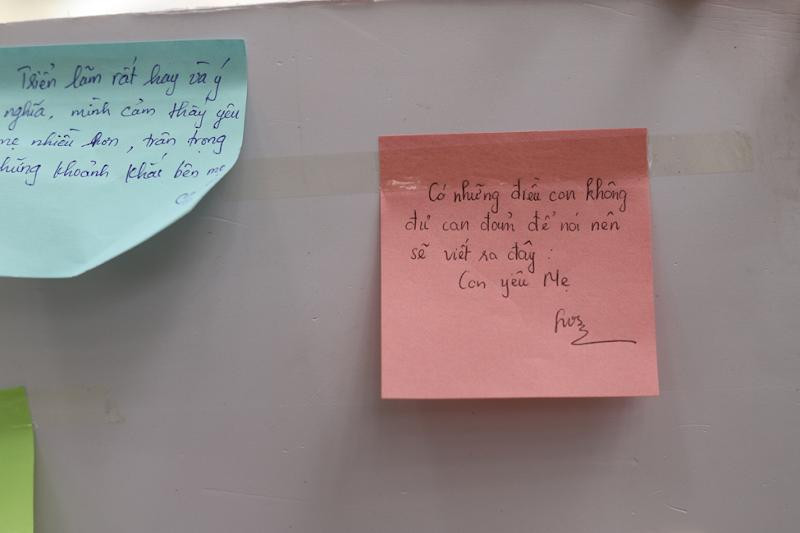 Triển lãm rất hay và ý
nghĩa, mình cảm thấy yêu
mẹ nhiều hơn, trân trọng
những khoảnh khắc bên mẹ
Có những điều con không
đủ can đảm để nói nên
sẽ viết ra đây :
Con yêu Mẹ